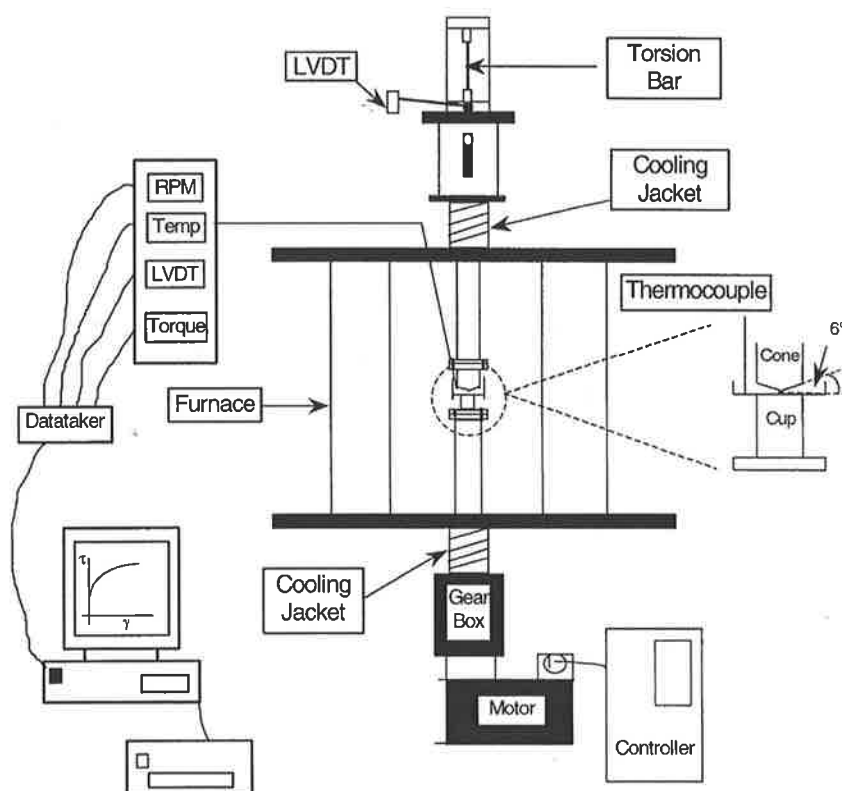 LVDT
Torsion
Bar
Cooling
Jacket
RPM
Temp
LVDT
Torque
Thermocouple
6°
Cone
Cup
Furnace
Datataker
τ
γ
Cooling
Jacket
Gear
Box
Motor
Controller